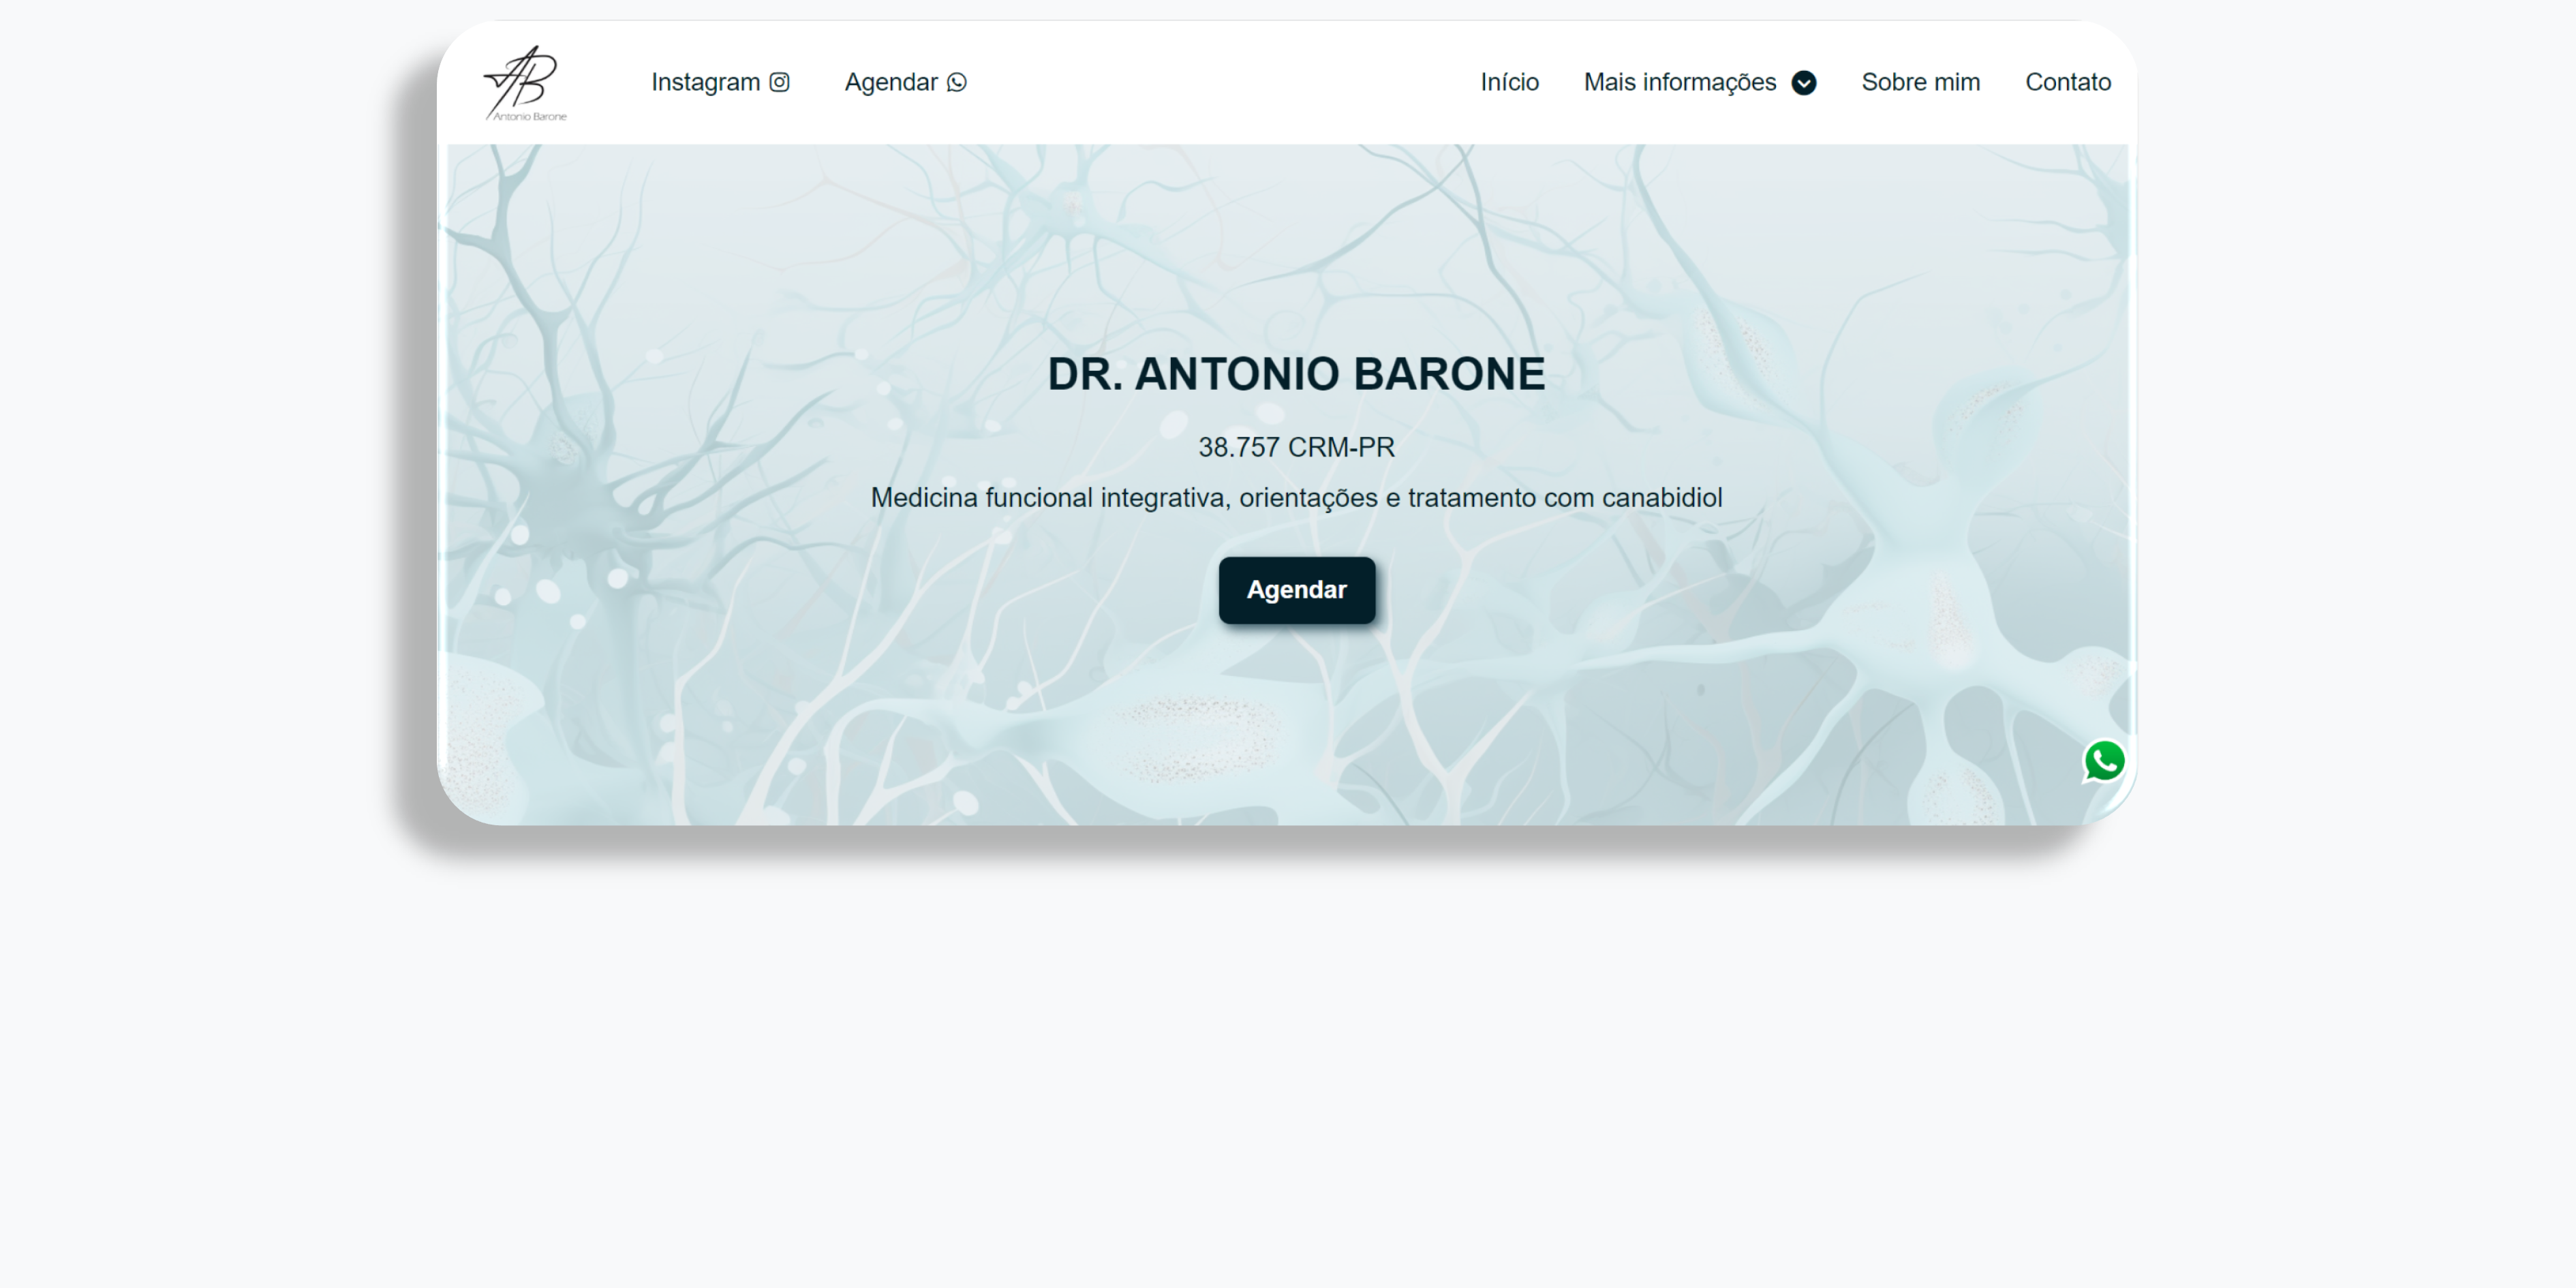 Antonio Barone
Instagram
Agendar
Início
Mais informações
Sobre mim
Contato
DR. ANTONIO BARONE
38.757 CRM-PR
Medicina funcional integrativa, orientações e tratamento com canabidiol
Agendar